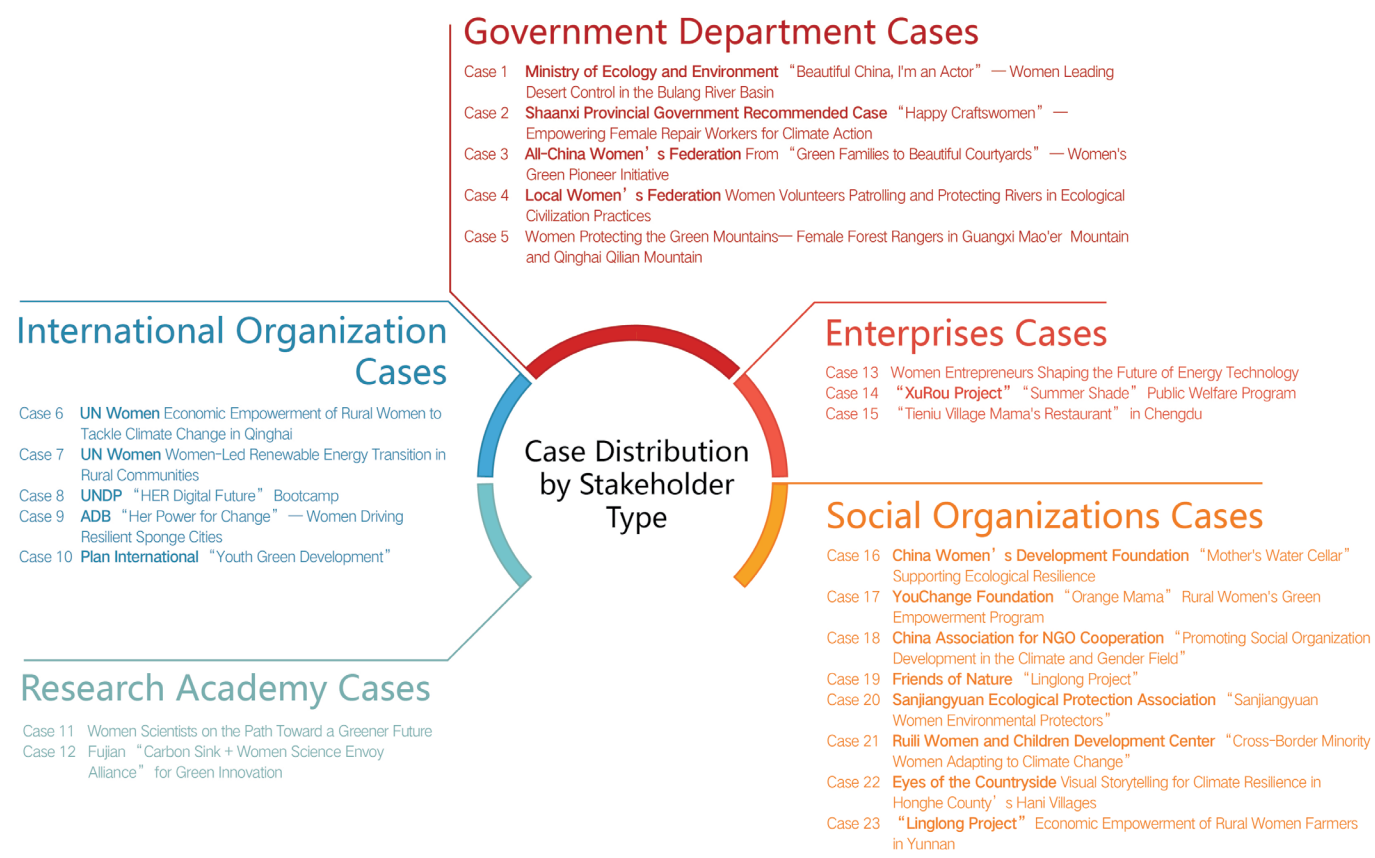 Government Department Cases
Case 1 Ministry of Ecology and Environment “Beautiful China, I'm an Actor” — Women Leading
Desert Control in the Bulang River Basin
Case 2 Shaanxi Provincial Government Recommended Case “Happy Craftswomen” —
Empowering Female Repair Workers for Climate Action
Case 3 All-China Women’s Federation From “Green Families to Beautiful Courtyards” — Women's
Green Pioneer Initiative
Case 4 Local Women’s Federation Women Volunteers Patrolling and Protecting Rivers in Ecological
Civilization Practices
Case 5 Women Protecting the Green Mountains— Female Forest Rangers in Guangxi Mao'er Mountain
and Qinghai Qilian Mountain
International Organization
Cases
Case 6 UN Women Economic Empowerment of Rural Women to
Tackle Climate Change in Qinghai
Case 7 UN Women Women-Led Renewable Energy Transition in
Rural Communities
Case 8 UNDP “HER Digital Future” Bootcamp
Case 9 ADB “Her Power for Change” — Women Driving
Resilient Sponge Cities
Case 10 Plan International “Youth Green Development”
Research Academy Cases
Case 11 Women Scientists on the Path Toward a Greener Future
Case 12 Fujian “Carbon Sink + Women Science Envoy
Alliance” for Green Innovation
Case Distribution
by Stakeholder
Type
Enterprises Cases
Case 13 Women Entrepreneurs Shaping the Future of Energy Technology
Case 14 “XuRou Project” “Summer Shade” Public Welfare Program
Case 15 “Tieniu Village Mama's Restaurant” in Chengdu
Social Organizations Cases
Case 16 China Women’s Development Foundation “Mother's Water Cellar”
Supporting Ecological Resilience
Case 17 YouChange Foundation “Orange Mama” Rural Women's Green
Empowerment Program
Case 18 China Association for NGO Cooperation “Promoting Social Organization
Development in the Climate and Gender Field”
Case 19 Friends of Nature “Linglong Project”
Case 20 Sanjiangyuan Ecological Protection Association “Sanjiangyuan
Women Environmental Protectors”
Case 21 Ruili Women and Children Development Center “Cross-Border Minority
Women Adapting to Climate Change”
Case 22 Eyes of the Countryside Visual Storytelling for Climate Resilience in
Honghe County’s Hani Villages
Case 23 “Linglong Project” Economic Empowerment of Rural Women Farmers
in Yunnan